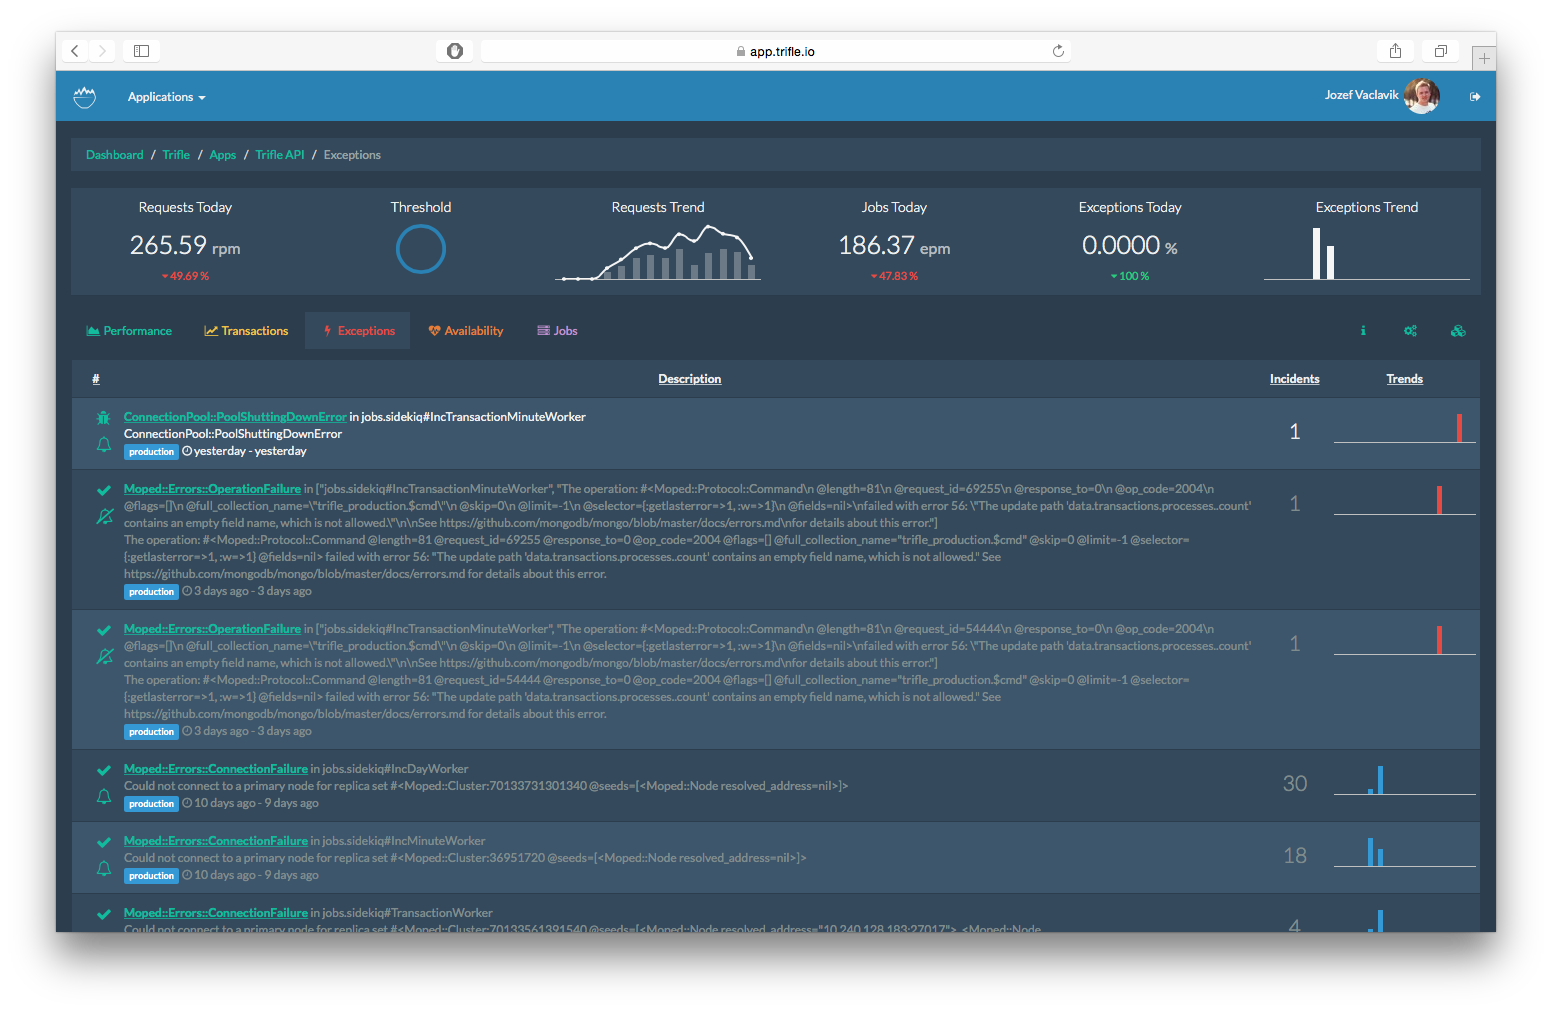 app.trifle.io
Applications
Jozef Vaclavik
Dashboard / Trifle / Apps / Trifle API / Exceptions
Requests Today
Threshold
Requests Trend
Jobs Today
Exceptions Today
Exceptions Trend
265.59 rpm
186.37 epm
0.0000 %
49.69 %
47.83 %
100 %
Performance
Transactions
Exceptions
Availability
Jobs
# Description Incidents Trends
ConnectionPool::PoolShuttingDownError in jobs.sidekiq#IncTransactionMinuteWorker
ConnectionPool::PoolShuttingDownError
production yesterday - yesterday
1
Moped::Errors::OperationFailure in ["jobs.sidekiq#IncTransactionMinuteWorker", "The operation: #<Moped::Protocol::Command\n @length=81\n @request_id=69255\n @response_to=0\n @op_code=2004\n
@flags=[]\n @full_collection_name=\"trifle_production.$cmd\"\n @skip=0\n @limit=-1\n @selector={:getlasterror=>1, :w=>1}\n @fields=nil>\nfailed with error 56: \"The update path 'data.transactions.processes..count'
contains an empty field name, which is not allowed.\"\n\nSee https://github.com/mongodb/mongo/blob/master/docs/errors.md\nfor details about this error."]
The operation: #<Moped::Protocol::Command @length=81 @request_id=69255 @response_to=0 @op_code=2004 @flags=[] @full_collection_name="trifle_production.$cmd" @skip=0 @limit=-1 @selector=
{:getlasterror=>1, :w=>1} @fields=nil> failed with error 56: "The update path 'data.transactions.processes..count' contains an empty field name, which is not allowed." See
https://github.com/mongodb/mongo/blob/master/docs/errors.md for details about this error.
production 3 days ago - 3 days ago
1
Moped::Errors::OperationFailure in ["jobs.sidekiq#IncTransactionMinuteWorker", "The operation: #<Moped::Protocol::Command\n @length=81\n @request_id=54444\n @response_to=0\n @op_code=2004\n
@flags=[]\n @full_collection_name=\"trifle_production.$cmd\"\n @skip=0\n @limit=-1\n @selector={:getlasterror=>1, :w=>1}\n @fields=nil>\nfailed with error 56: \"The update path 'data.transactions.processes..count'
contains an empty field name, which is not allowed.\"\n\nSee https://github.com/mongodb/mongo/blob/master/docs/errors.md\nfor details about this error."]
The operation: #<Moped::Protocol::Command @length=81 @request_id=54444 @response_to=0 @op_code=2004 @flags=[] @full_collection_name="trifle_production.$cmd" @skip=0 @limit=-1 @selector=
{:getlasterror=>1, :w=>1} @fields=nil> failed with error 56: "The update path 'data.transactions.processes..count' contains an empty field name, which is not allowed." See
https://github.com/mongodb/mongo/blob/master/docs/errors.md for details about this error.
production 3 days ago - 3 days ago
1
Moped::Errors::ConnectionFailure in jobs.sidekiq#IncDayWorker
Could not connect to a primary node for replica set #<Moped::Cluster:70133731301340 @seeds=[<Moped::Node resolved_address=nil>]>
production 10 days ago - 9 days ago
30
Moped::Errors::ConnectionFailure in jobs.sidekiq#IncMinuteWorker
Could not connect to a primary node for replica set #<Moped::Cluster:36951720 @seeds=[<Moped::Node resolved_address=nil>]>
production 10 days ago - 9 days ago
18
Moped::Errors::ConnectionFailure in jobs.sidekiq#TransactionWorker
Could not connect to a primary node for replica set #<Moped::Cluster:70133561391540 @seeds=[<Moped::Node resolved_address="10.240.128.183:27017">, <Moped::Node
4